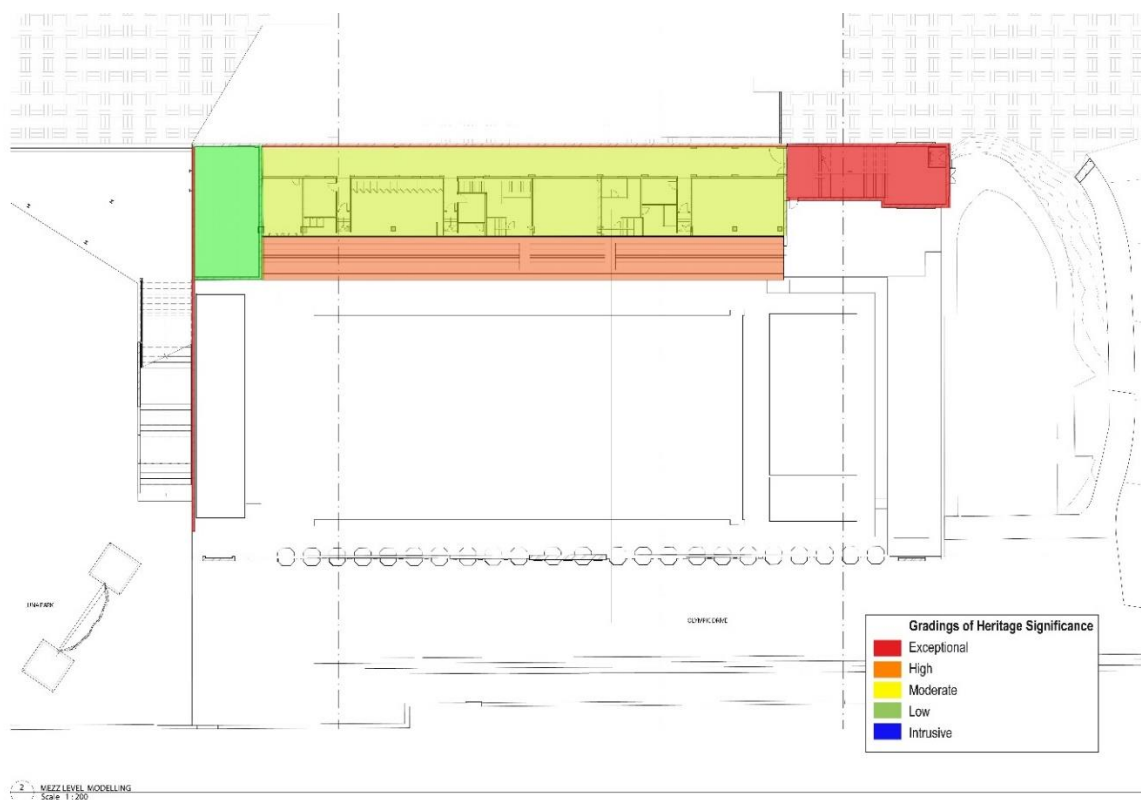 LUNA PARK
OLYMPIC DRIVE
Gradings of Heritage Significance
Exceptional
High
Moderate
Low
Intrusive
2 MEZZ LEVEL MODELLING
Scale 1 : 200